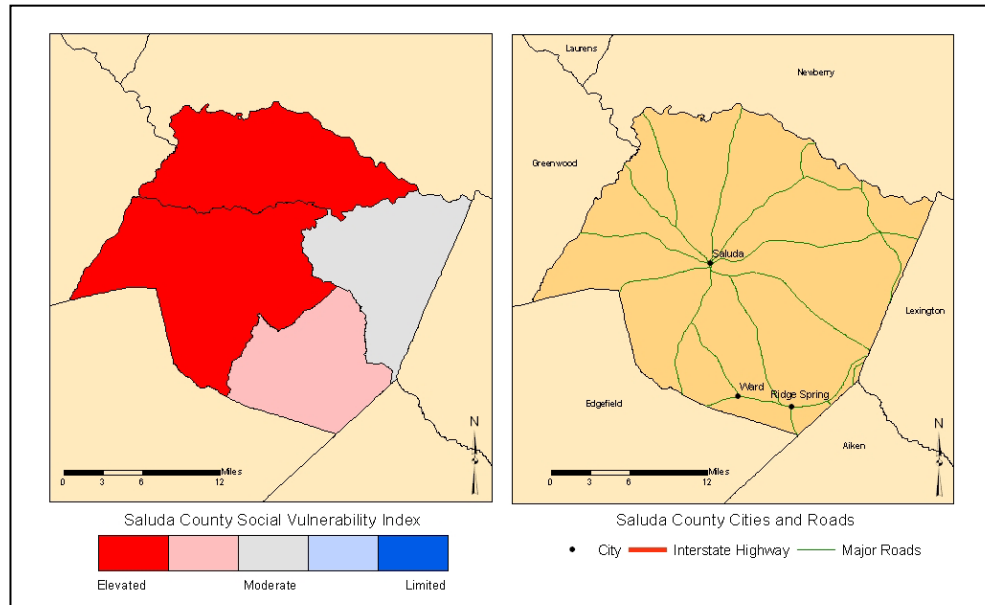 N
Miles
0 3 6 12
Saluda County Social Vulnerability Index
Elevated Moderate Limited
Laurens
Newberry
Greenwood
Saluda
Lexington
Ward
Ridge Spring
Edgefield
Aiken
N
Miles
0 3 6 12
Saluda County Cities and Roads
City Interstate Highway Major Roads